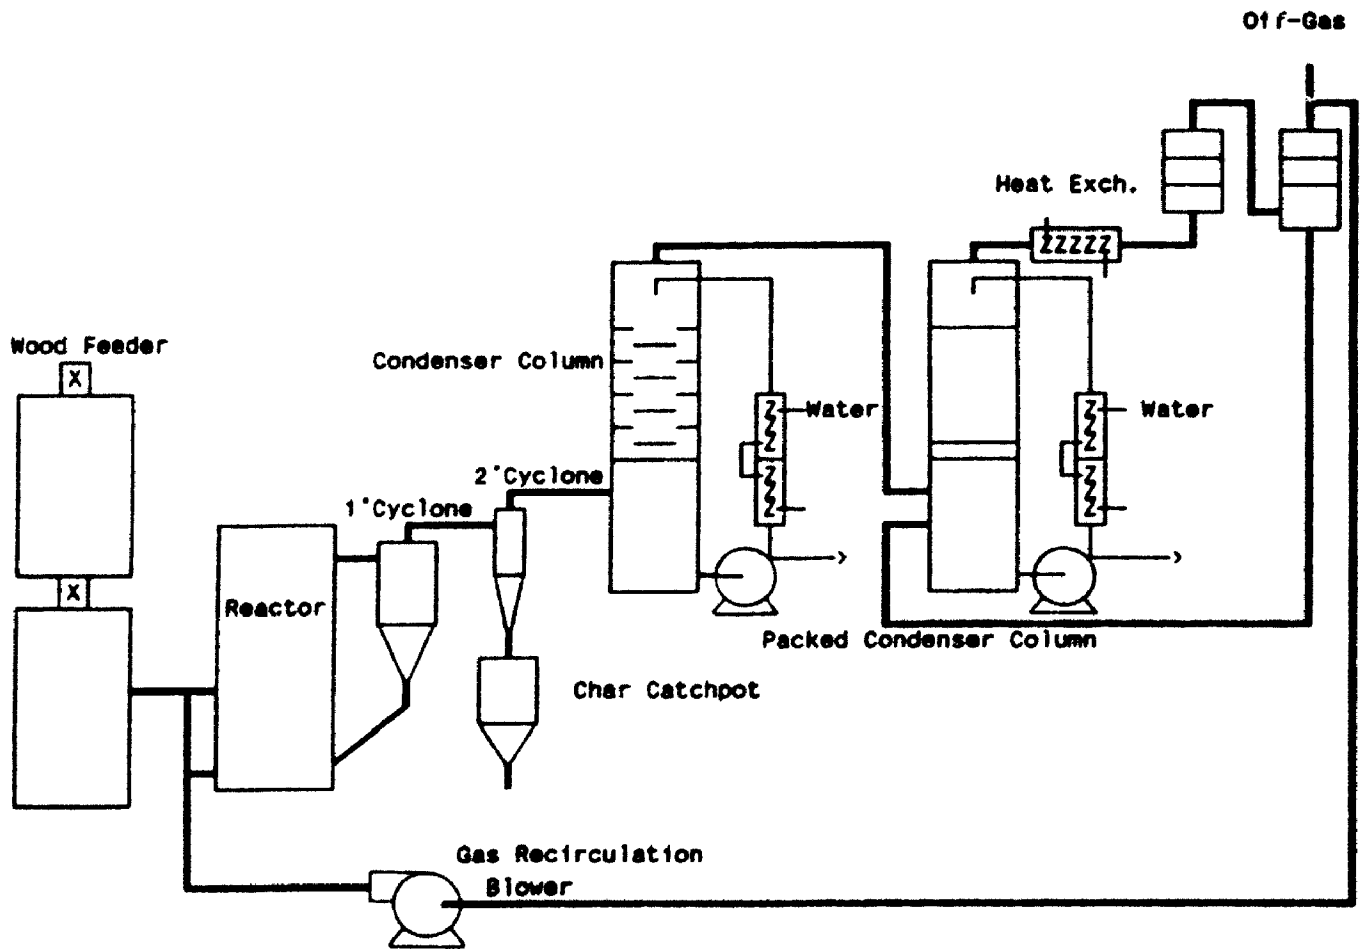 Off-Gas
Heat Exch.
ZZZZZ
Wood Feeder
X
Condenser Column
Z
Z
Z
Z
Z
Z
Water
Z
Z
Z
Z
Z
Z
Water
2°Cyclone
1°Cyclone
X
Reactor
Packed Condenser Column
Char Catchpot
Gas Recirculation
Blower